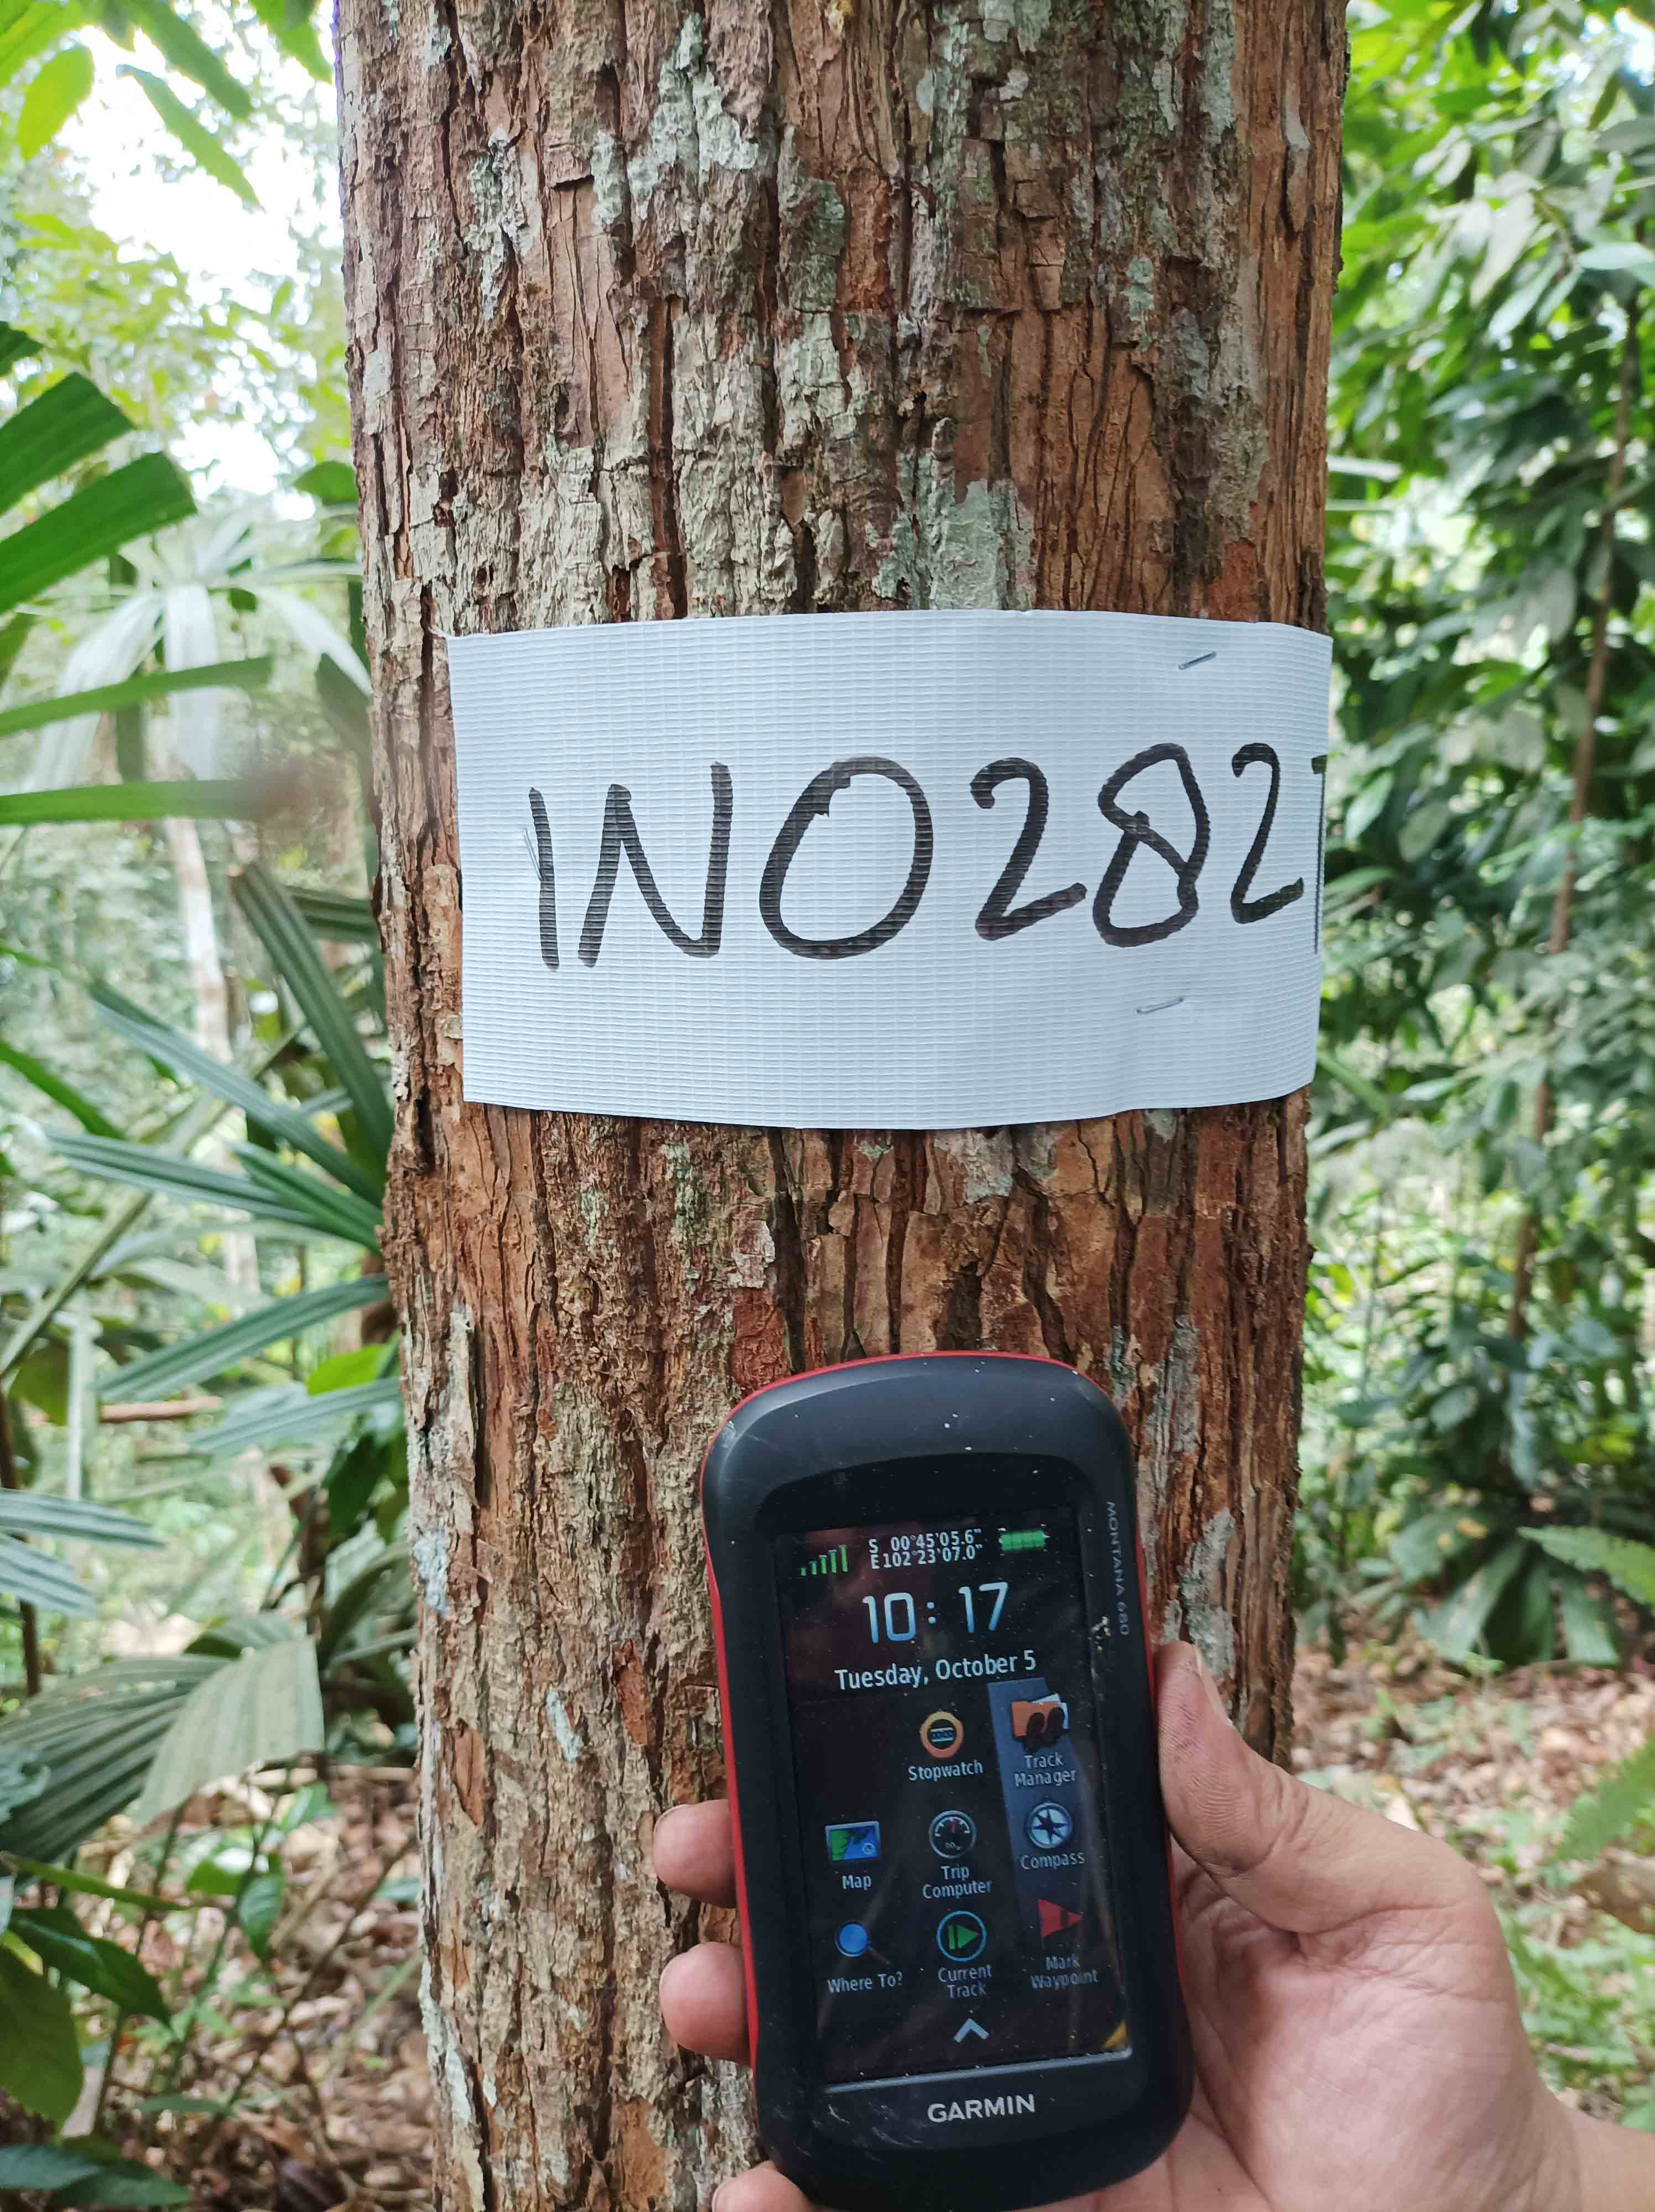 INO282
S 00°45'05.6"
E102°23'07.0"
10:17
Tuesday, October 5
Stopwatch
Track
Manager
Map
Trip
Computer
Compass
Where To?
Current
Track
Mark
Waypoint
GARMIN
MONTANA 680